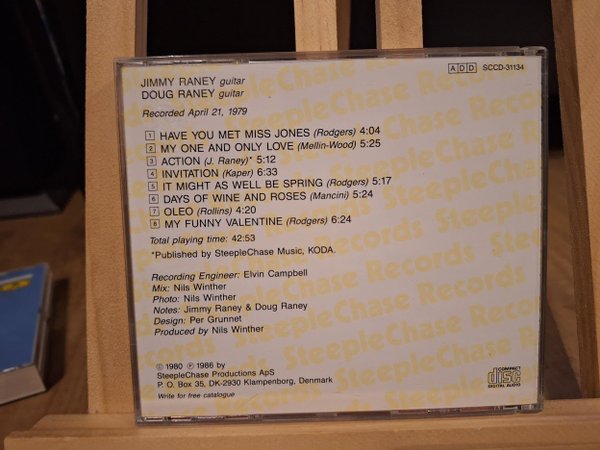 JIMMY RANEY guitar
DOUG RANEY guitar
ADD SCCD-31134
Recorded April 21, 1979
1 HAVE YOU MET MISS JONES (Rodgers) 4:04
2 MY ONE AND ONLY LOVE (Mellin-Wood) 5:25
3 ACTION (J. Raney)* 5:12
4 INVITATION (Kaper) 6:33
5 IT MIGHT AS WELL BE SPRING (Rodgers) 5:17
6 DAYS OF WINE AND ROSES (Mancini) 5:24
7 OLEO (Rollins) 4:20
8 MY FUNNY VALENTINE (Rodgers) 6:24
Total playing time: 42:53
*Published by SteepleChase Music, KODA.
Recording Engineer: Elvin Campbell
Mix: Nils Winther
Photo: Nils Winther
Notes: Jimmy Raney & Doug Raney
Design: Per Grunnet
Produced by Nils Winther
© 1980 ℗ 1986 by
SteepleChase Productions ApS
P. O. Box 35, DK-2930 Klampenborg, Denmark
Write for free catalogue
COMPACT
disc
DIGITAL AUDIO
SteepleChase Records